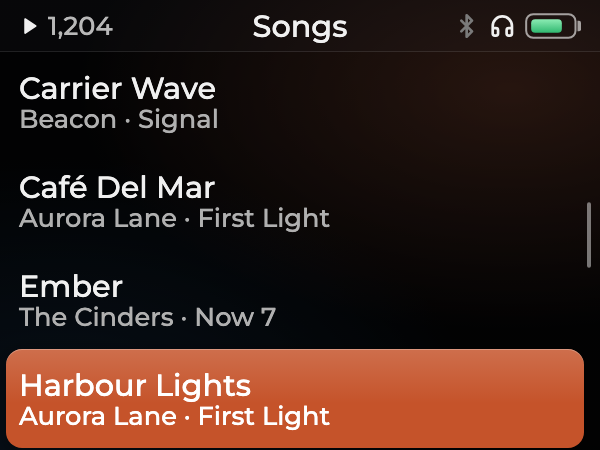 1,204
Songs
Carrier Wave
Beacon · Signal
Café Del Mar
Aurora Lane · First Light
Ember
The Cinders · Now 7
Harbour Lights
Aurora Lane · First Light